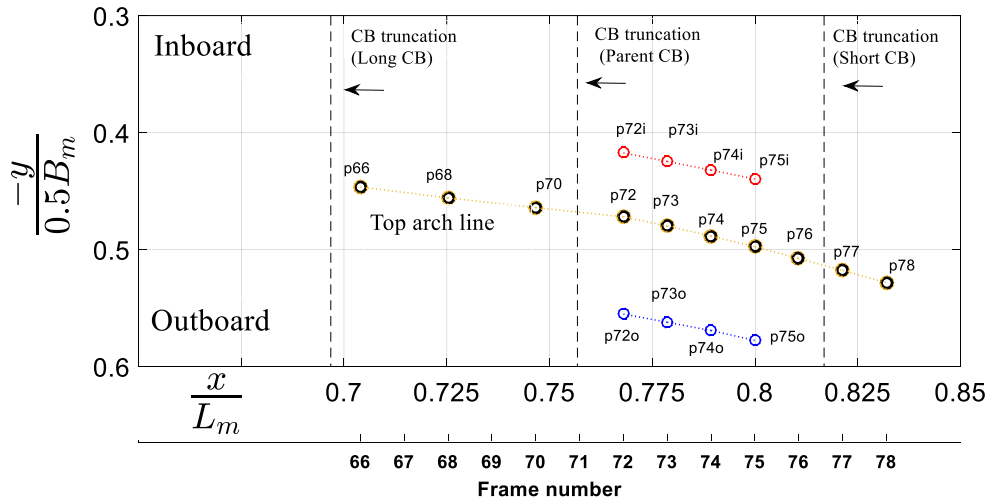 0.3
Inboard
CB truncation
(Long CB)
CB truncation
(Parent CB)
CB truncation
(Short CB)
0.4
p72i
p73i
p74i
p75i
p66
p68
p70
p72
p73
p74
p75
p76
p77
p78
Top arch line
-y
0.5B_m
0.5
Outboard
p72o
p73o
p74o
p75o
0.6
x
L_m
0.7 0.725 0.75 0.775 0.8 0.825 0.85
66 67 68 69 70 71 72 73 74 75 76 77 78
Frame number